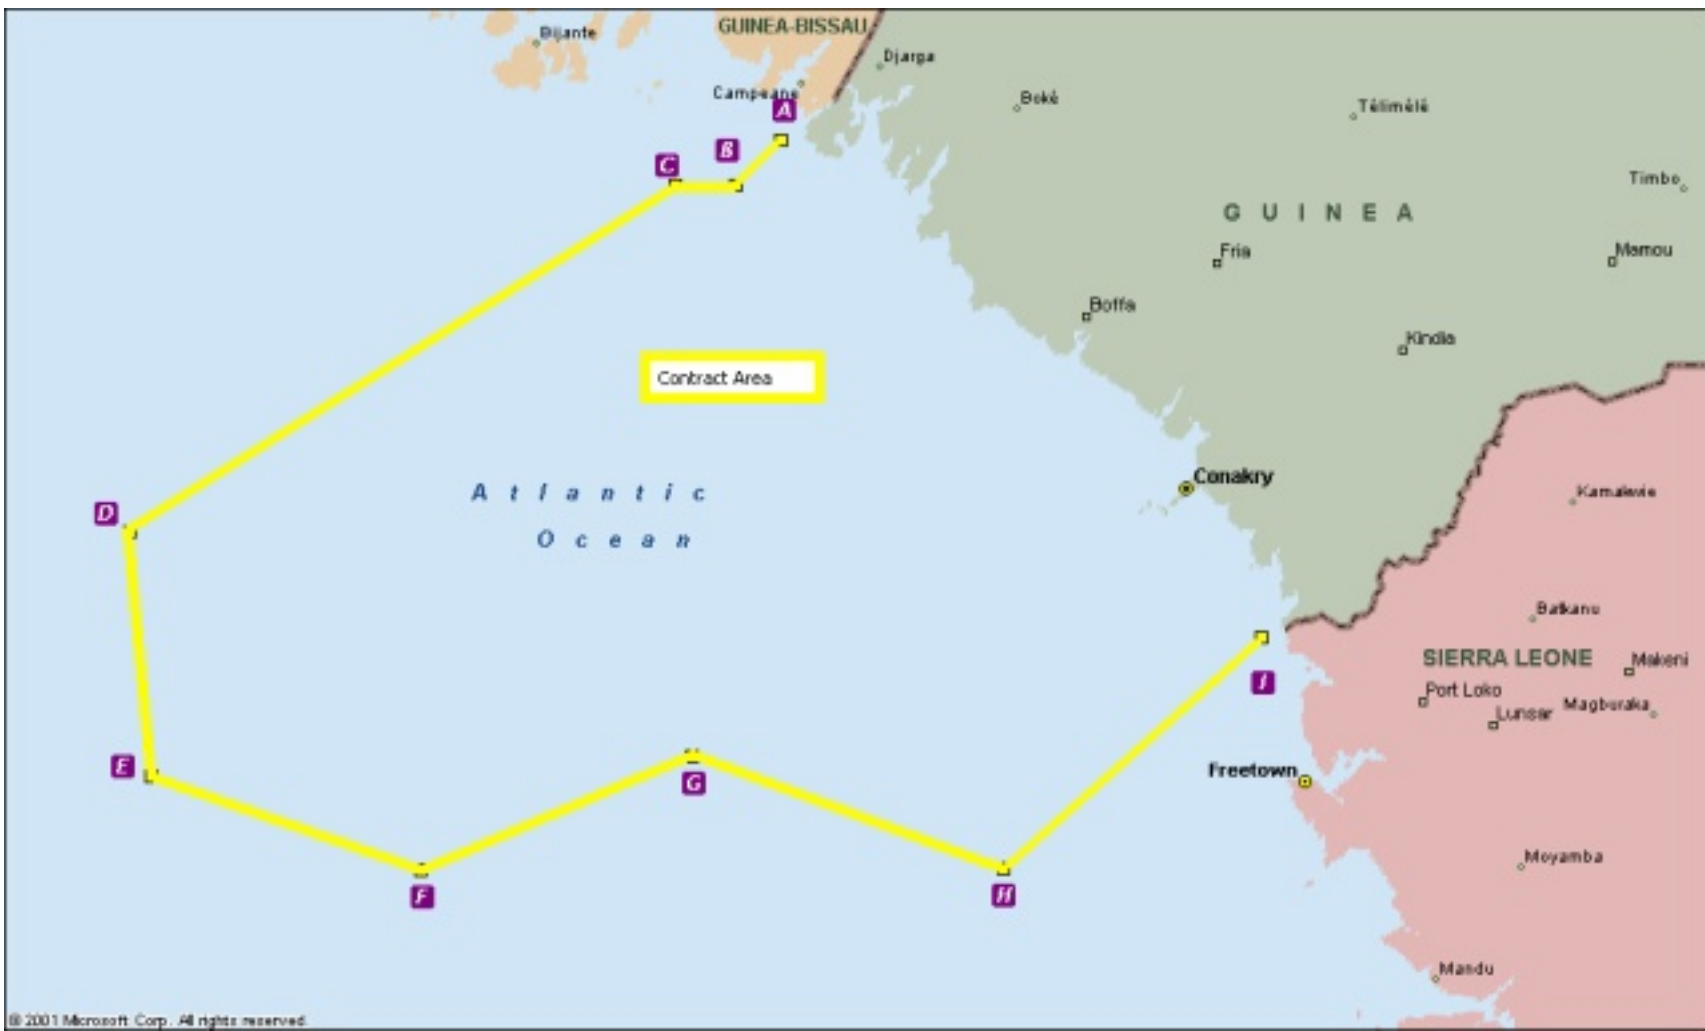 Bijante
GUINEA-BISSAU
Djarga
Campeane
A
Boké
Télimélé
B
C
Timbo
G U I N E A
Fria
Mamou
Boffa
Kindia
Contract Area
Conakry
A t l a n t i c
O c e a n
Kamakwie
D
Batkanu
SIERRA LEONE
Makeni
I
Port Loko
Lunsar
Magburaka
E
G
Freetown
Moyamba
F
H
Mandu
© 2001 Microsoft Corp. All rights reserved.